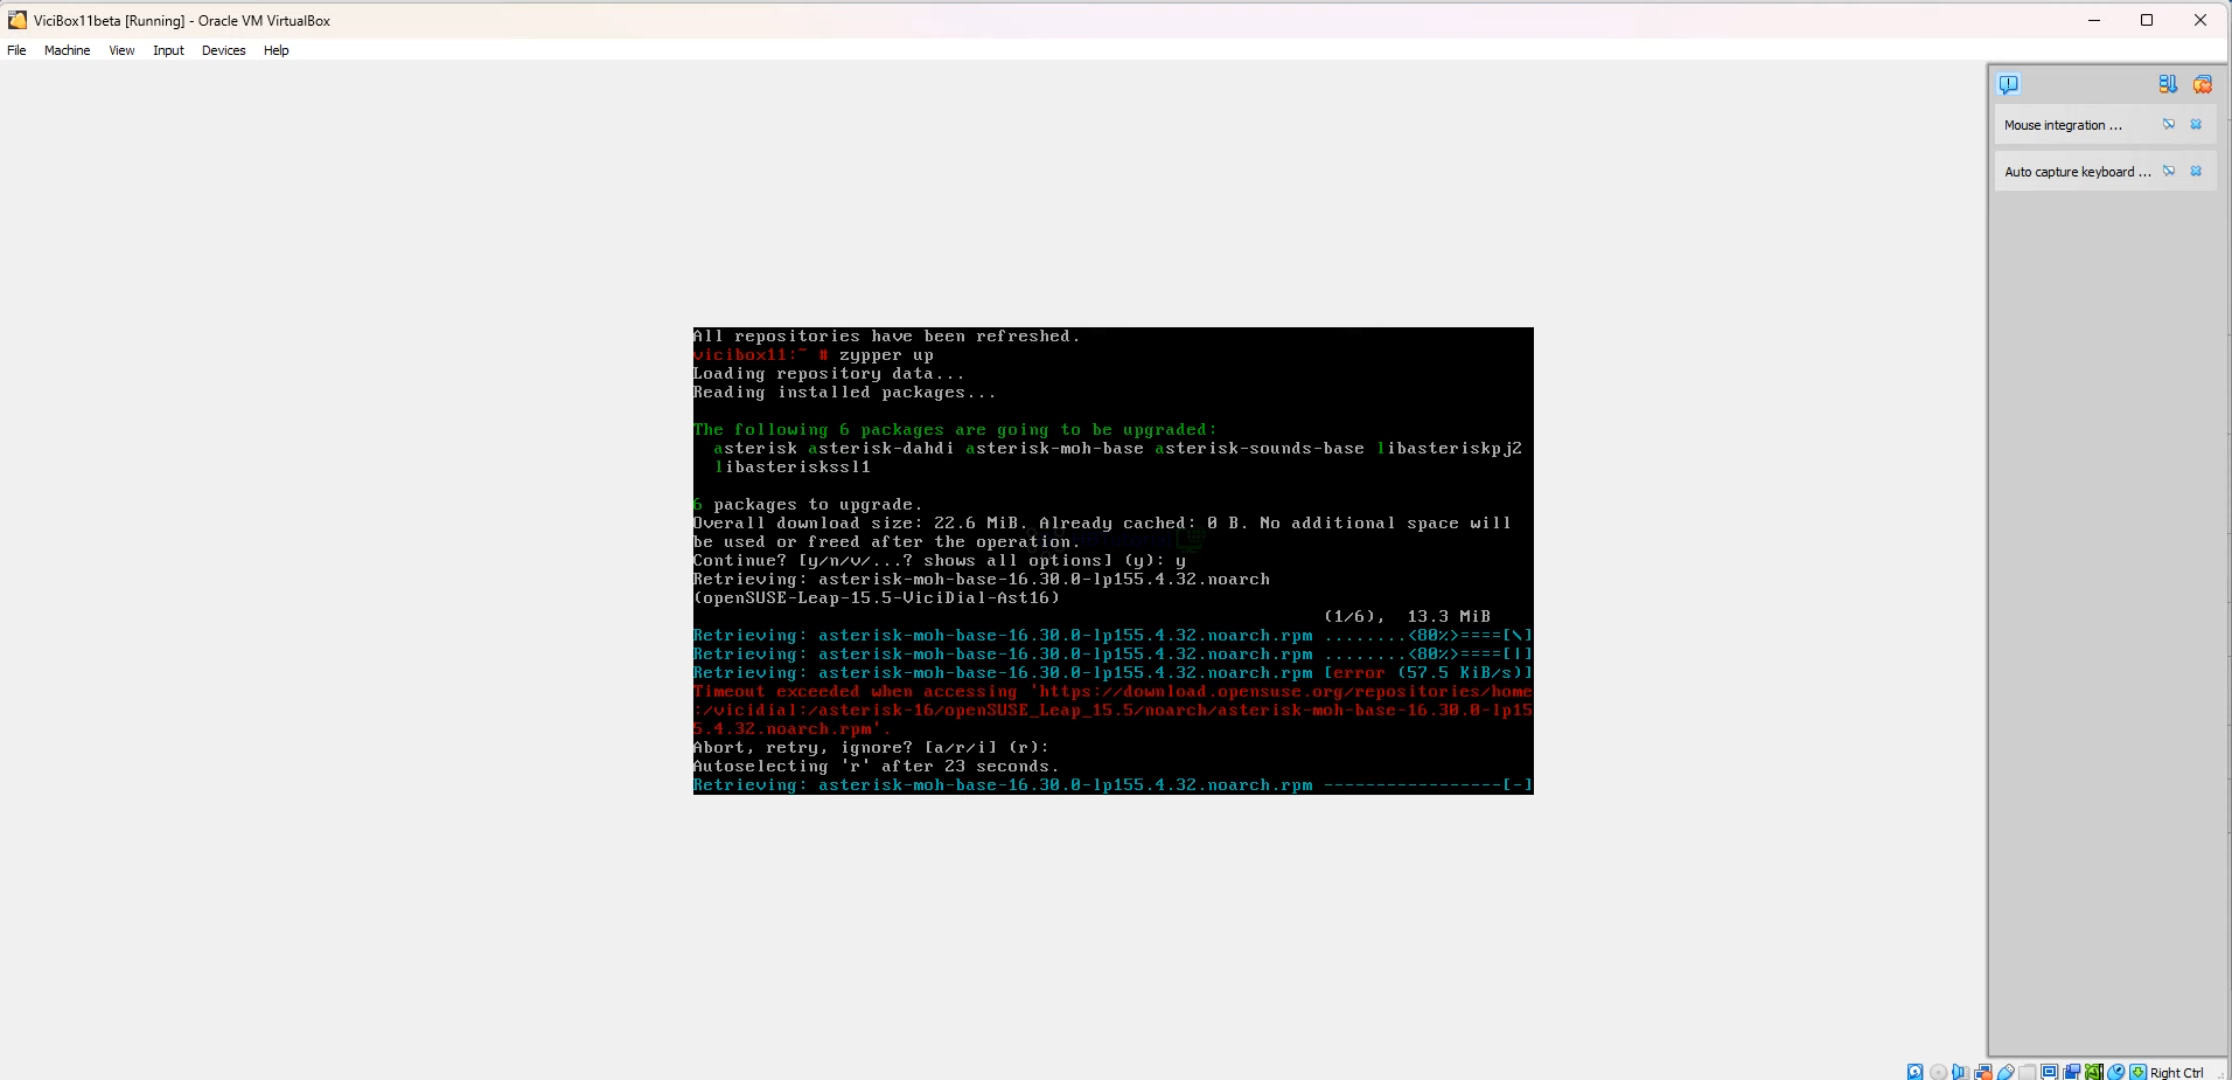 ViciBox11beta [Running] - Oracle VM VirtualBox
File Machine View Input Devices Help
Mouse integration ...
Auto capture keyboard ...
All repositories have been refreshed.
vicibox11:~ # zypper up
Loading repository data...
Reading installed packages...
The following 6 packages are going to be upgraded:
asterisk asterisk-dahdi asterisk-moh-base asterisk-sounds-base libasteriskpj2
libasteriskssl1
6 packages to upgrade.
Overall download size: 22.6 MiB. Already cached: 0 B. No additional space will
be used or freed after the operation.
Continue? [y/n/v/...? shows all options] (y): y
Retrieving: asterisk-moh-base-16.30.0-lp155.4.32.noarch
(openSUSE-Leap-15.5-ViciDial-Ast16)
(1/6), 13.3 MiB
Retrieving: asterisk-moh-base-16.30.0-lp155.4.32.noarch.rpm ........<80%>====[\]
Retrieving: asterisk-moh-base-16.30.0-lp155.4.32.noarch.rpm ........<80%>====[|]
Retrieving: asterisk-moh-base-16.30.0-lp155.4.32.noarch.rpm [error (57.5 KiB/s)]
Timeout exceeded when accessing 'https://download.opensuse.org/repositories/home
:/vicidial:/asterisk-16/openSUSE_Leap_15.5/noarch/asterisk-moh-base-16.30.0-lp15
5.4.32.noarch.rpm'.
Abort, retry, ignore? [a/r/i] (r):
Autoselecting 'r' after 23 seconds.
Retrieving: asterisk-moh-base-16.30.0-lp155.4.32.noarch.rpm -----------------[-]
Right Ctrl